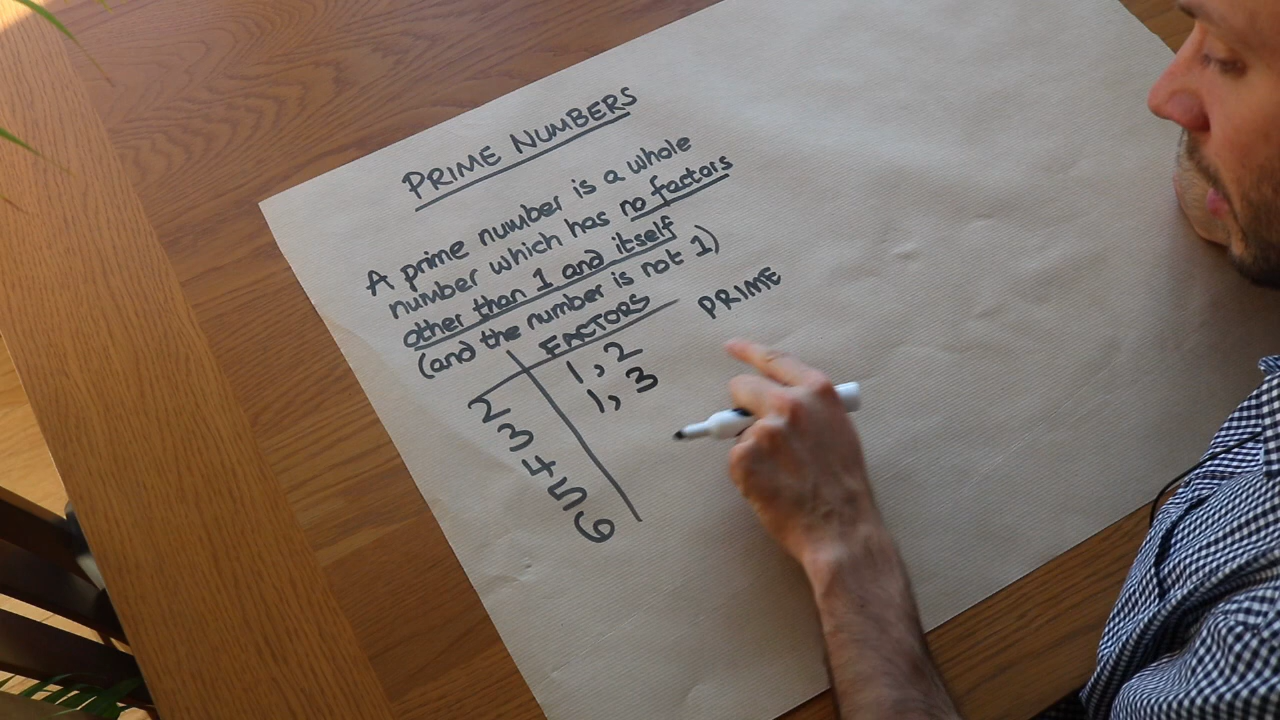 PRIME NUMBERS
A prime number is a whole
number which has no factors
other than 1 and itself
(and the number is not 1)
FACTORS PRIME
2 1, 2
3 1, 3
4
5
6